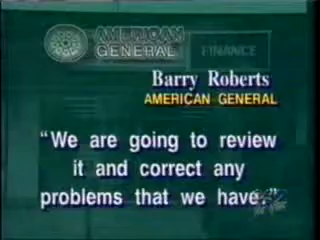 AMERICAN
GENERAL
FINANCE
Barry Roberts
AMERICAN GENERAL
"We are going to review
it and correct any
problems that we have."